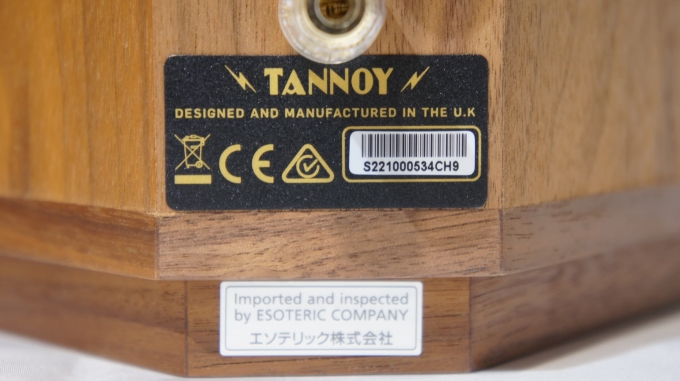 TANNOY
DESIGNED AND MANUFACTURED IN THE U.K
CE
S221000534CH9
Imported and inspected
by ESOTERIC COMPANY
エソテリック株式会社